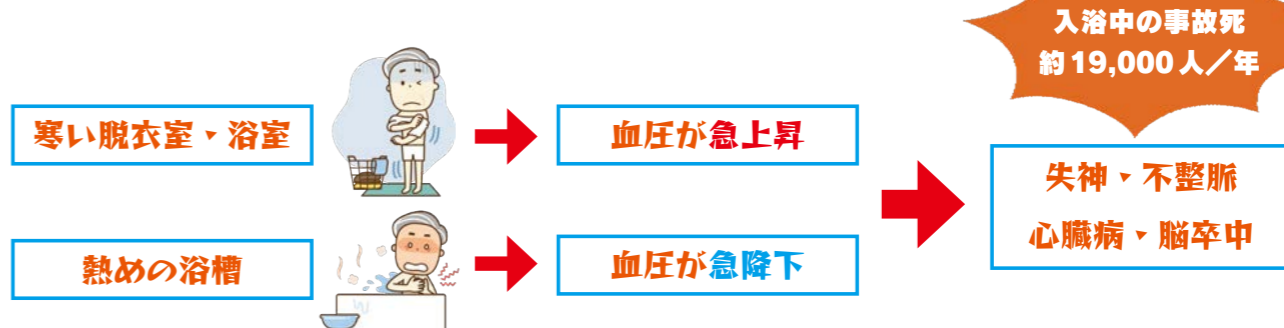 入浴中の事故死
約19,000人／年
寒い脱衣室・浴室
血圧が急上昇
失神・不整脈
心臓病・脳卒中
熱めの浴槽
血圧が急降下